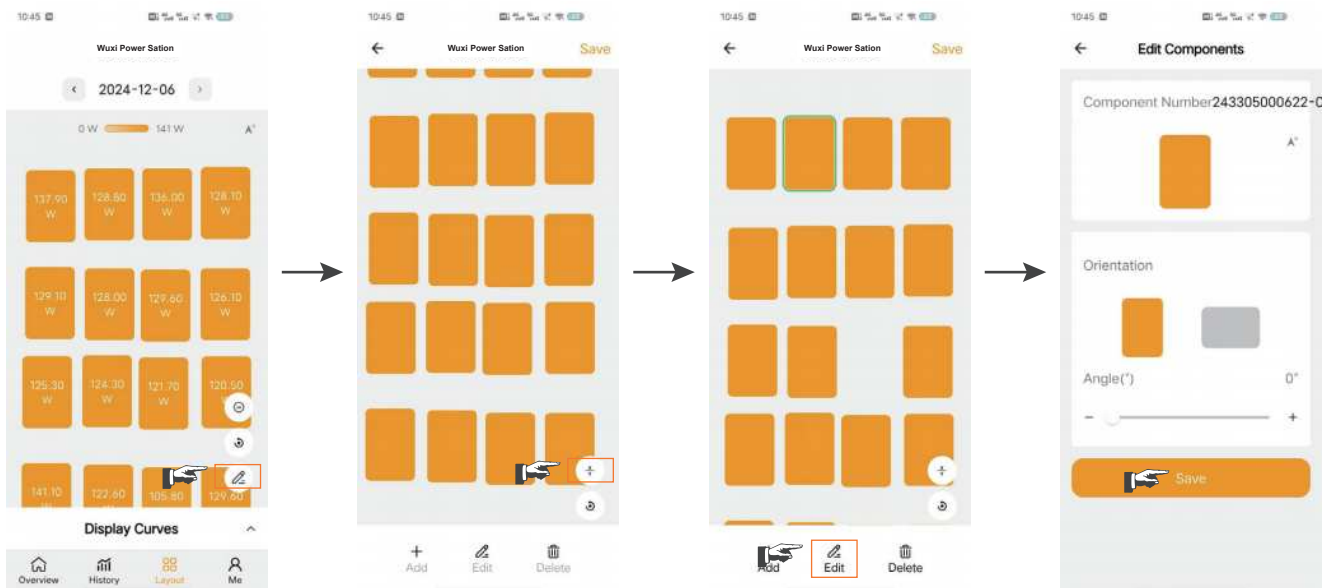 10:45
Wuxi Power Sation
2024-12-06
0 W 141 W
137.90 W
128.80 W
136.00 W
128.10 W
129.10 W
128.00 W
127.60 W
126.10 W
125.30 W
124.30 W
121.70 W
120.50 W
141.10
122.60
105.80
129.60
Display Curves
Overview
History
Layout
Me
10:45
Wuxi Power Sation
Save
Add
Edit
Delete
10:45
Wuxi Power Sation
Save
Add
Edit
Delete
10:45
Edit Components
Component Number243305000622-0
Orientation
Angle(°)
0°
- +
Save